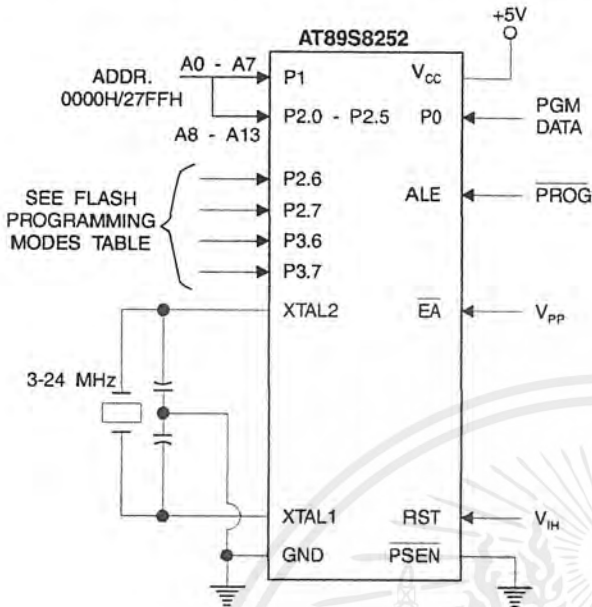 +5V
AT89S8252
ADDR.
0000H/27FFH
A0 - A7
P1
VCC
A8 - A13
P2.0 - P2.5
P0
PGM
DATA
SEE FLASH
PROGRAMMING
MODES TABLE
P2.6
P2.7
P3.6
P3.7
ALE
PROG
XTAL2
EA
VPP
3-24 MHz
XTAL1
RST
VIH
GND
PSEN